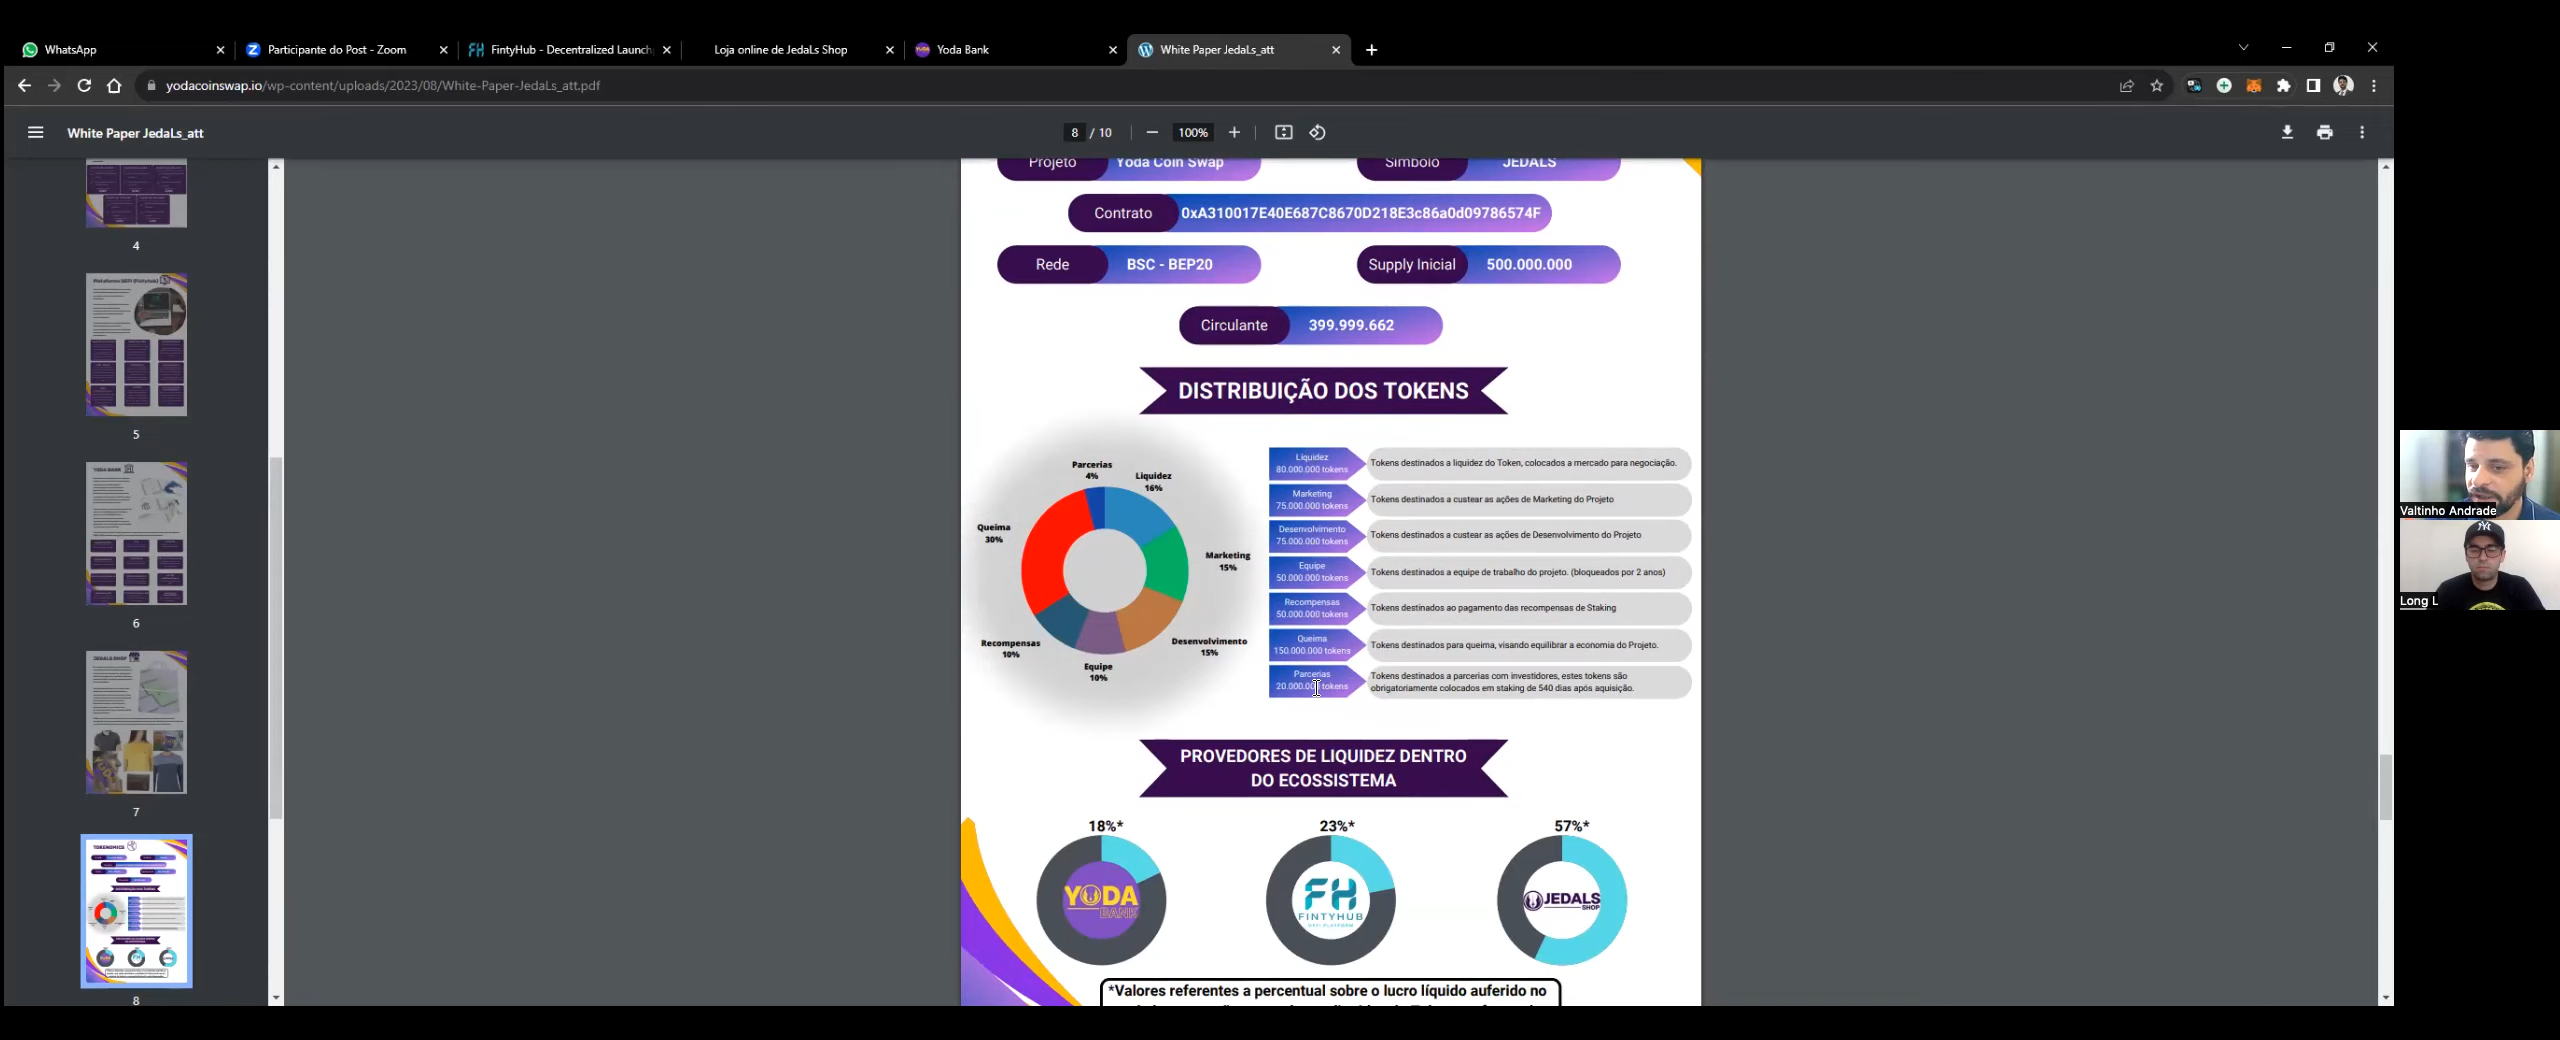 WhatsApp
Participante do Post - Zoom
FintyHub - Decentralized Launch
Loja online de JedaLs Shop
Yoda Bank
White Paper JedaLs_att
yodacoinswap.io/wp-content/uploads/2023/08/White-Paper-JedaLs_att.pdf
White Paper JedaLs_att
8 / 10
100%
4
5
6
7
8
Projeto Yoda Coin Swap
Símbolo JEDALS
Contrato 0xA310017E40E687C8670D218E3c86a0d09786574F
Rede BSC - BEP20
Supply Inicial 500.000.000
Circulante 399.999.662
DISTRIBUIÇÃO DOS TOKENS
Parcerias
4%
Liquidez
16%
Queima
30%
Marketing
15%
Recompensas
10%
Desenvolvimento
15%
Equipe
10%
Liquidez
80.000.000 tokens
Tokens destinados a liquidez do Token, colocados a mercado para negociação.
Marketing
75.000.000 tokens
Tokens destinados a custear as ações de Marketing do Projeto
Desenvolvimento
75.000.000 tokens
Tokens destinados a custear as ações de Desenvolvimento do Projeto
Equipe
50.000.000 tokens
Tokens destinados a equipe de trabalho do projeto. (bloqueados por 2 anos)
Recompensas
50.000.000 tokens
Tokens destinados ao pagamento das recompensas de Staking
Queima
150.000.000 tokens
Tokens destinados para queima, visando equilibrar a economia do Projeto.
Parcerias
20.000.000 tokens
Tokens destinados a parcerias com investidores, estes tokens são
obrigatoriamente colocados em staking de 540 dias após aquisição.
PROVEDORES DE LIQUIDEZ DENTRO
DO ECOSSISTEMA
18%*
23%*
57%*
YODA
BANK
FH
FINTYHUB
DEFI PLATFORM
JEDALS
SHOP
*Valores referentes a percentual sobre o lucro líquido auferido no
Valtinho Andrade
Long L